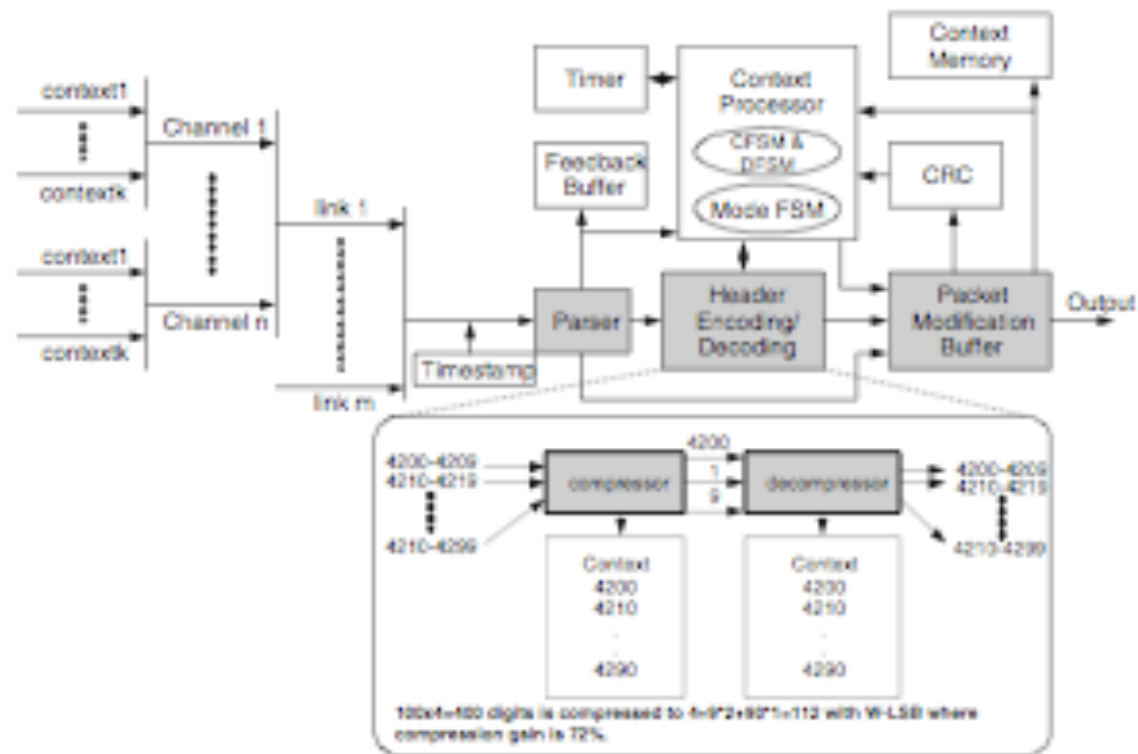 context1
contextk
context1
contextk
Channel 1
Channel n
link 1
link m
Timestamp
Parser
Timer
Feedback
Buffer
Context
Processor
CFSM &
DFSM
Mode FSM
Context
Memory
CRC
Header
Encoding/
Decoding
Packet
Modification
Buffer
Output
4200-4209
4210-4219
4210-4299
compressor
4200
1
9
decompressor
4200-4209
4210-4219
4210-4299
Context
4200
4210
.
.
4290
Context
4200
4210
.
.
4290
100x4=400 digits is compressed to 4+9*2+90*1=112 with W-LSB where
compression gain is 72%.